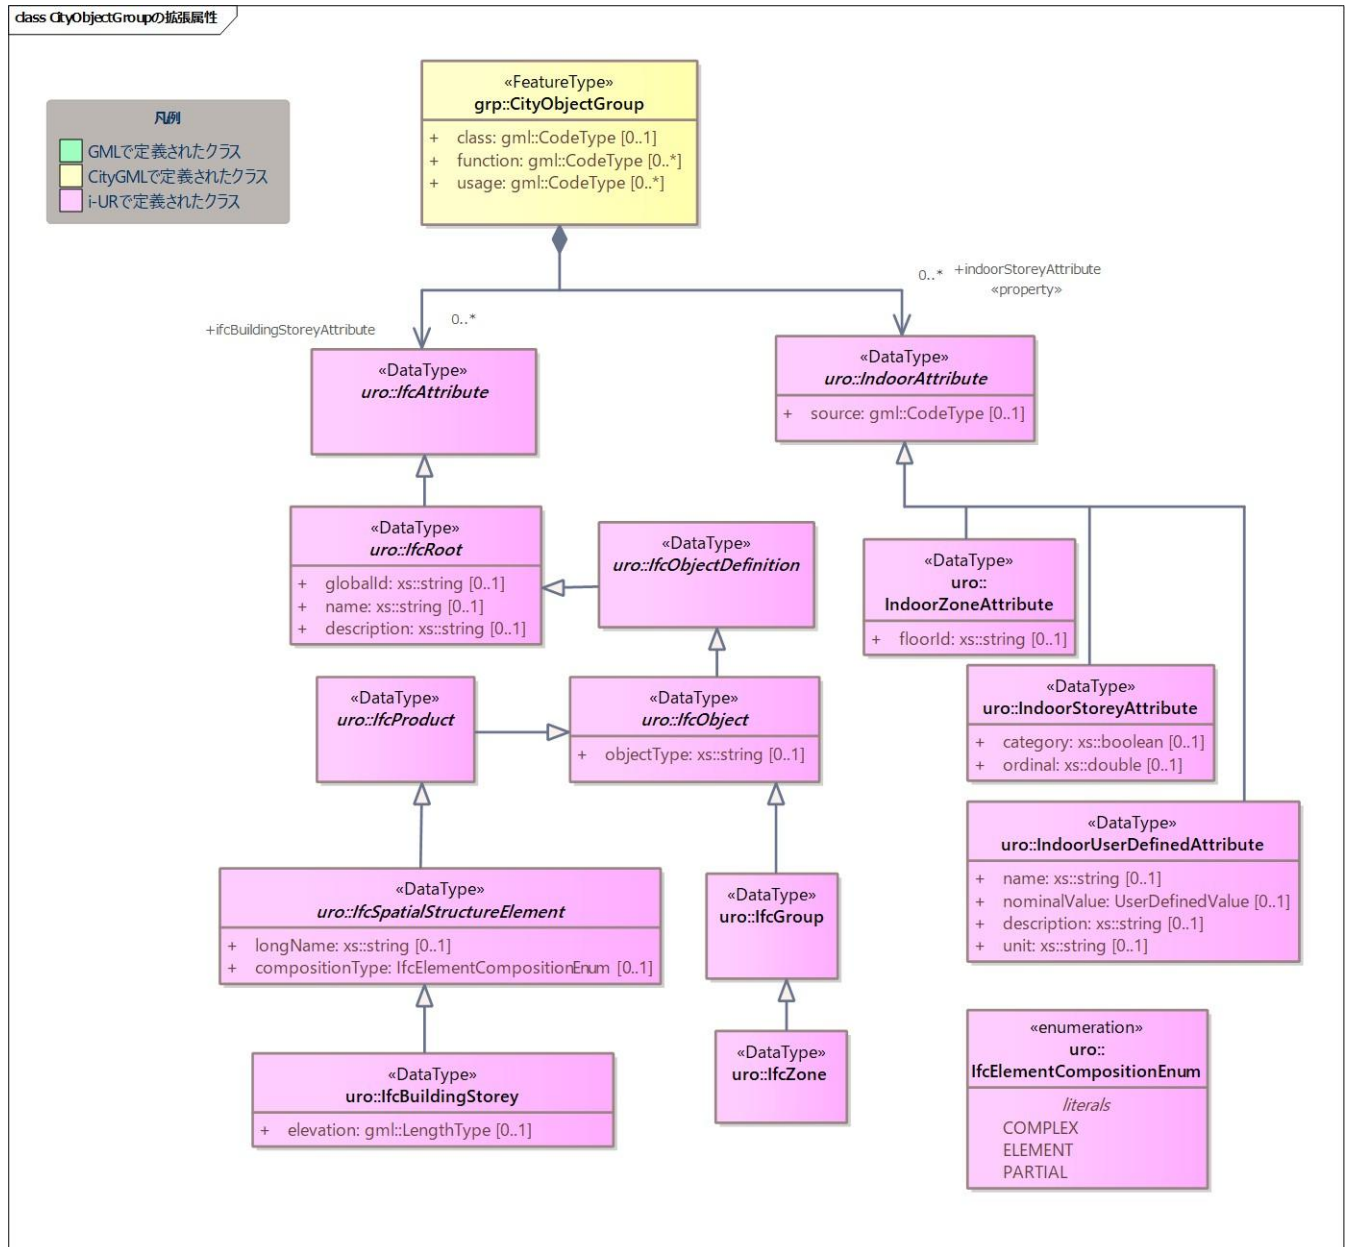 class CityObjectGroupの拡張属性
凡例
GMLで定義されたクラス
CityGMLで定義されたクラス
i-URで定義されたクラス
«FeatureType»
grp::CityObjectGroup
+ class: gml::CodeType [0..1]
+ function: gml::CodeType [0..*]
+ usage: gml::CodeType [0..*]
+ifcBuildingStoreyAttribute
0..*
0..*
+indoorStoreyAttribute
«property»
«DataType»
uro::IfcAttribute
«DataType»
uro::IndoorAttribute
+ source: gml::CodeType [0..1]
«DataType»
uro::IfcRoot
+ globalId: xs::string [0..1]
+ name: xs::string [0..1]
+ description: xs::string [0..1]
«DataType»
uro::IfcObjectDefinition
«DataType»
uro::
IndoorZoneAttribute
+ floorId: xs::string [0..1]
«DataType»
uro::IfcProduct
«DataType»
uro::IfcObject
+ objectType: xs::string [0..1]
«DataType»
uro::IndoorStoreyAttribute
+ category: xs::boolean [0..1]
+ ordinal: xs::double [0..1]
«DataType»
uro::IndoorUserDefinedAttribute
+ name: xs::string [0..1]
+ nominalValue: UserDefinedValue [0..1]
+ description: xs::string [0..1]
+ unit: xs::string [0..1]
«DataType»
uro::IfcSpatialStructureElement
+ longName: xs::string [0..1]
+ compositionType: IfcElementCompositionEnum [0..1]
«DataType»
uro::IfcGroup
«DataType»
uro::IfcBuildingStorey
+ elevation: gml::LengthType [0..1]
«DataType»
uro::IfcZone
«enumeration»
uro::
IfcElementCompositionEnum
literals
COMPLEX
ELEMENT
PARTIAL